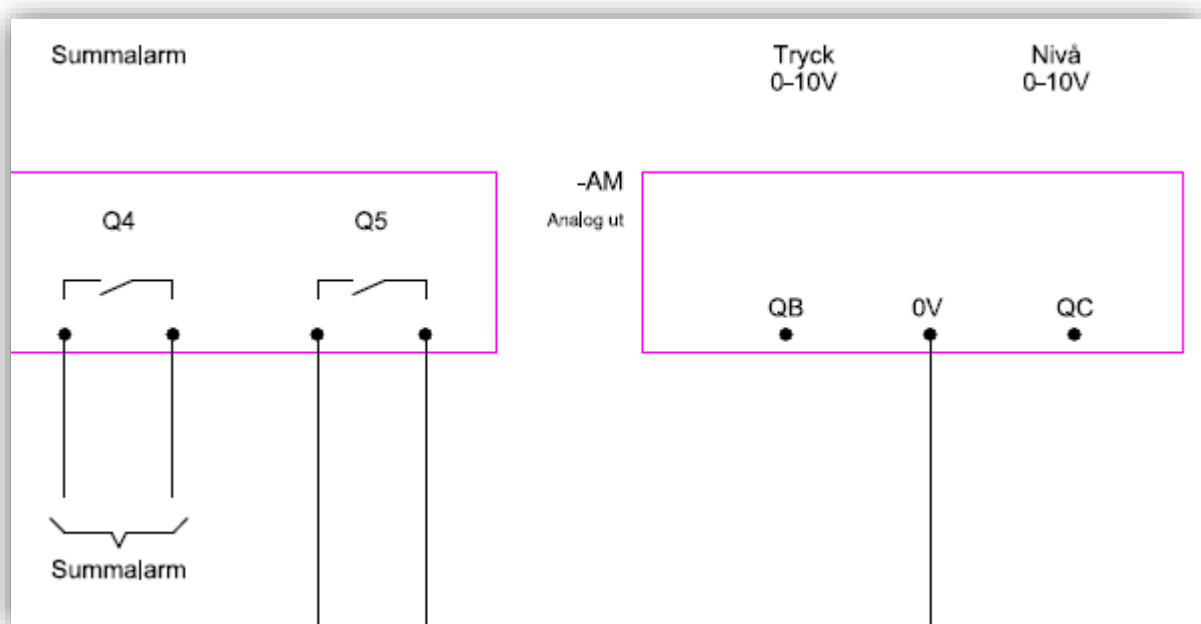 Summalarm
Tryck
0-10V
Nivå
0-10V
-AM
Analog ut
Q4
Q5
QB
0V
QC
Summalarm